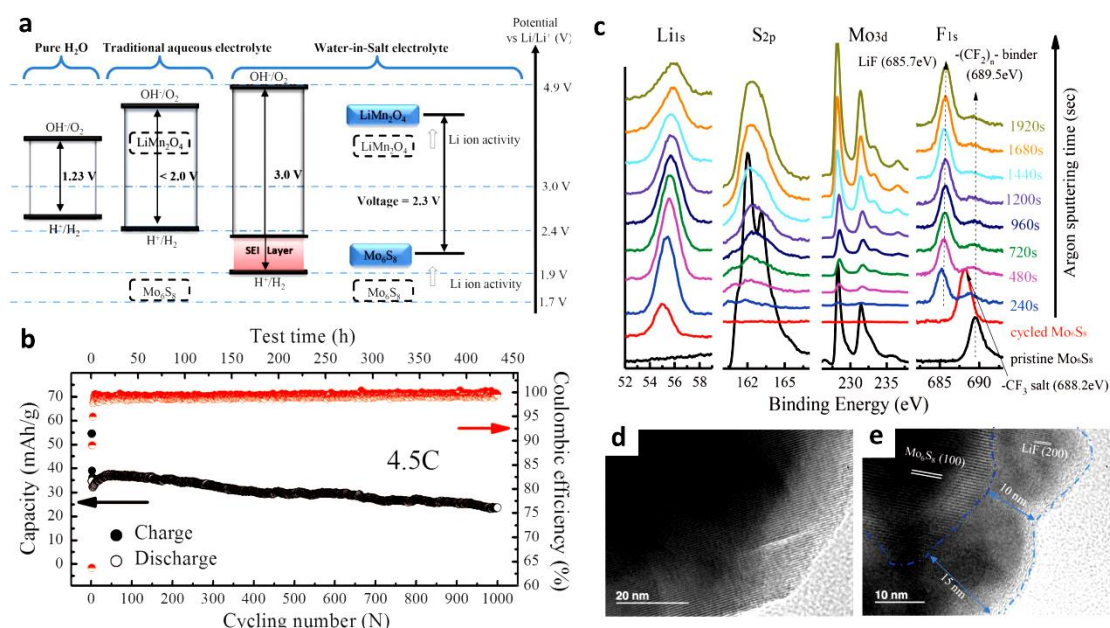 a
Potential
vs Li/Li⁺ (V)
Pure H₂O
Traditional aqueous electrolyte
Water-in-Salt electrolyte
OH⁻/O₂
OH⁻/O₂
OH⁻/O₂
4.9 V
LiMn₂O₄
LiMn₂O₄
LiMn₂O₄
Li ion activity
1.23 V
< 2.0 V
3.0 V
Voltage = 2.3 V
3.0 V
H⁺/H₂
H⁺/H₂
2.4 V
SEI Layer
Mo₆S₈
H⁺/H₂
1.9 V
Mo₆S₈
Mo₆S₈
Li ion activity
1.7 V
b
Test time (h)
0 50 100 150 200 250 300 350 400 450
Capacity (mAh/g)
70
60
50
40
30
20
10
0
4.5C
Charge
Discharge
100
95
90
85
80
75
70
65
60
Coulombic efficiency
(%)
0 100 200 300 400 500 600 700 800 900 1000
Cycling number (N)
c
Li1s
S2p
Mo3d
F1s
LiF (685.7eV)
-(CF₂)ₙ- binder
(689.5eV)
1920s
1680s
1440s
1200s
960s
720s
480s
240s
cycled Mo₆S₈
pristine Mo₆S₈
-CF₃ salt (688.2eV)
Argon sputtering time (sec)
52 54 56 58
162 165
230 235
685 690
Binding Energy (eV)
d
20 nm
e
Mo₆S₈ (100)
LiF (200)
10 nm
15 nm
10 nm